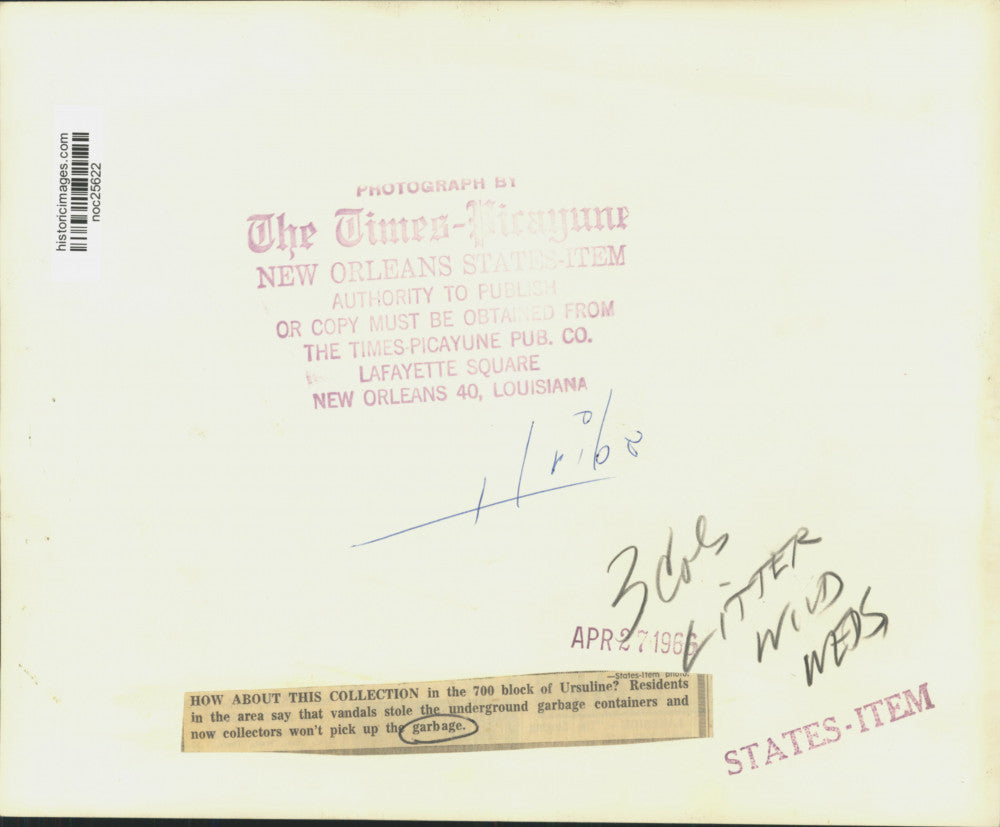 historicimages.com
noc25622
PHOTOGRAPH BY
The Times-Picayune
NEW ORLEANS STATES-ITEM
AUTHORITY TO PUBLISH
OR COPY MUST BE OBTAINED FROM
THE TIMES-PICAYUNE PUB. CO.
LAFAYETTE SQUARE
NEW ORLEANS 40, LOUISIANA
3 Cols
LITTER
WILD
WEDS
APR 27 1966
—States-Item photo.
HOW ABOUT THIS COLLECTION in the 700 block of Ursuline? Residents
in the area say that vandals stole the underground garbage containers and
now collectors won't pick up the garbage.
STATES-ITEM